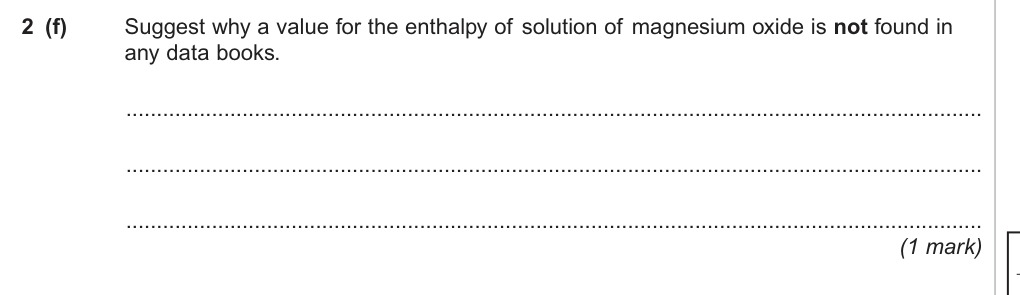 2 (f) Suggest why a value for the enthalpy of solution of magnesium oxide is not found in
any data books.
....................................................................................................................................................
....................................................................................................................................................
....................................................................................................................................................
(1 mark)